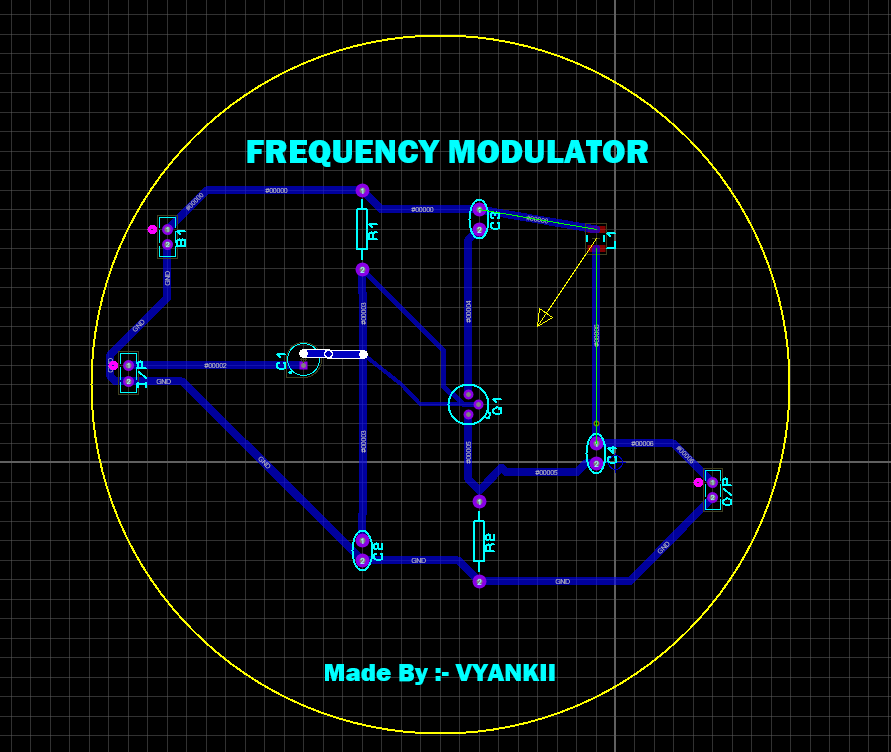 FREQUENCY MODULATOR
#00000
#00000
#00000
1
B1
1
2
R1
2
1
2
C3
L1
GND
GND
GND
#00003
#00004
C1
1
2
I/P
#00002
GND
Q1
#00003
#00005
GND
1
2
C4
#00006
#00006
#00005
1
2
O/P
1
R2
2
1
2
C2
GND
GND
GND
Made By :- VYANKII